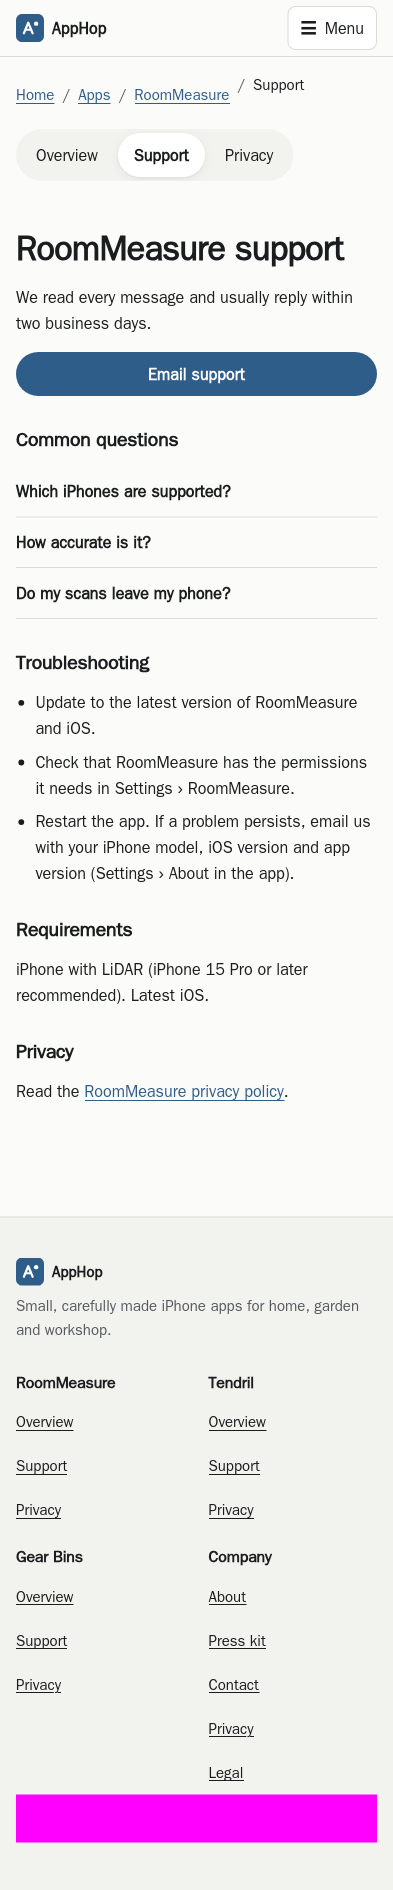 AppHop
☰ Menu
Home / Apps / RoomMeasure / Support
Overview Support Privacy
RoomMeasure support
We read every message and usually reply within
two business days.
Email support
Common questions
Which iPhones are supported?
How accurate is it?
Do my scans leave my phone?
Troubleshooting
• Update to the latest version of RoomMeasure
and iOS.
• Check that RoomMeasure has the permissions
it needs in Settings › RoomMeasure.
• Restart the app. If a problem persists, email us
with your iPhone model, iOS version and app
version (Settings › About in the app).
Requirements
iPhone with LiDAR (iPhone 15 Pro or later
recommended). Latest iOS.
Privacy
Read the RoomMeasure privacy policy.
AppHop
Small, carefully made iPhone apps for home, garden
and workshop.
RoomMeasure
Overview
Support
Privacy
Tendril
Overview
Support
Privacy
Gear Bins
Overview
Support
Privacy
Company
About
Press kit
Contact
Privacy
Legal